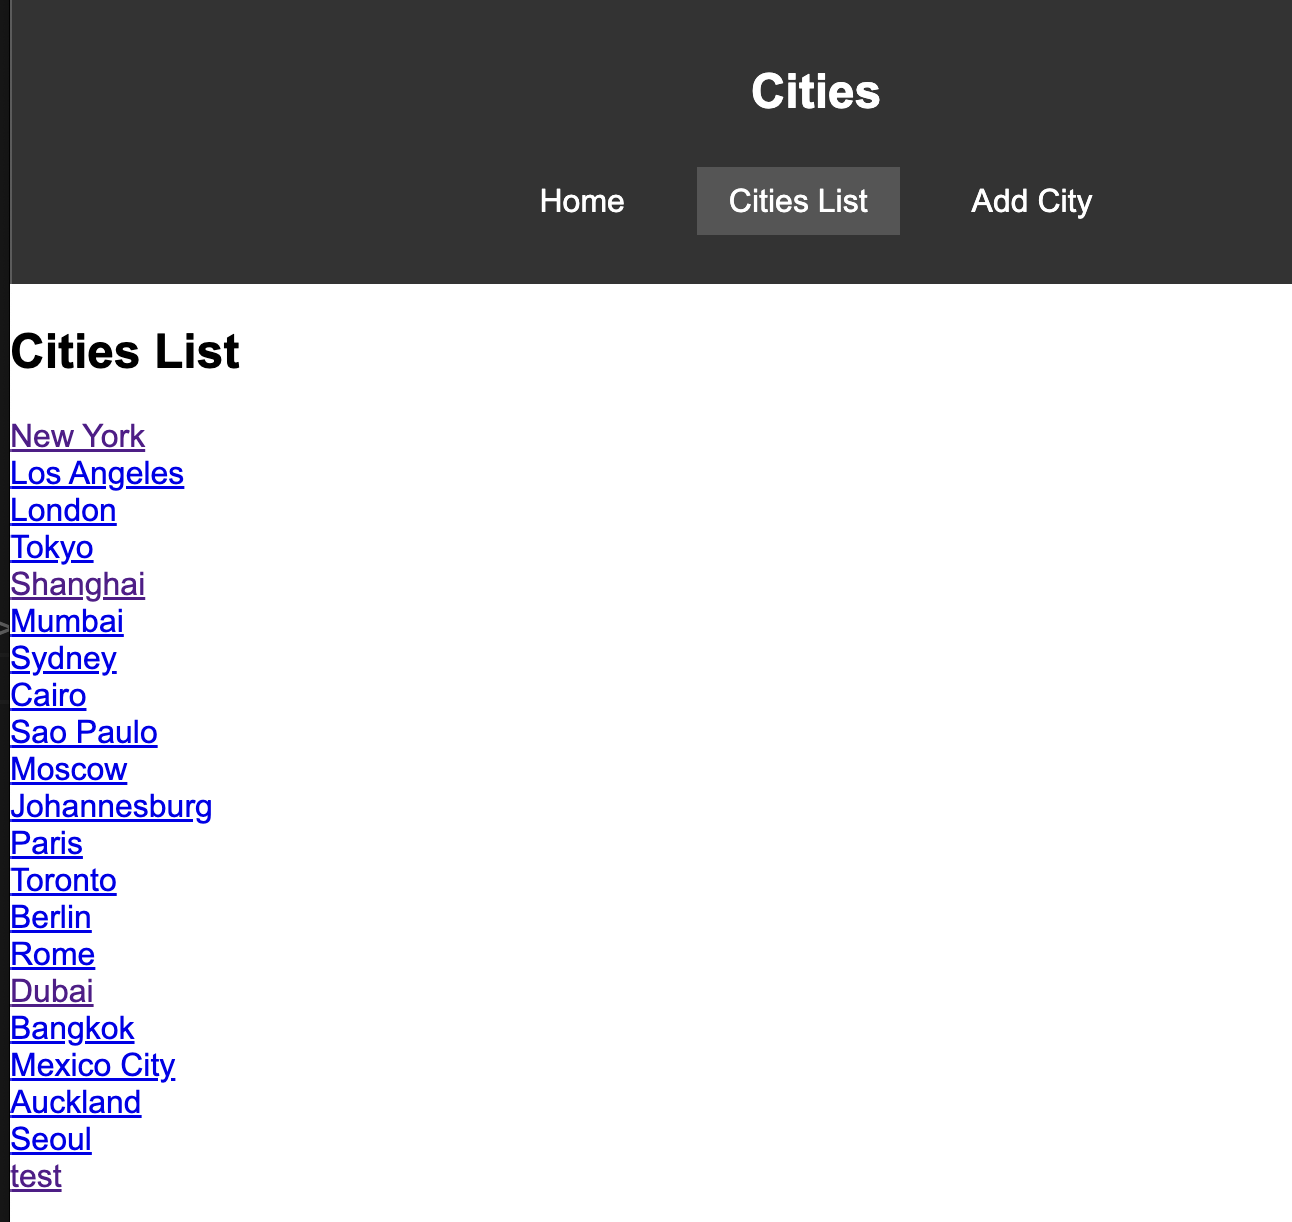 Cities
Home Cities List Add City
Cities List
New York
Los Angeles
London
Tokyo
Shanghai
Mumbai
Sydney
Cairo
Sao Paulo
Moscow
Johannesburg
Paris
Toronto
Berlin
Rome
Dubai
Bangkok
Mexico City
Auckland
Seoul
test